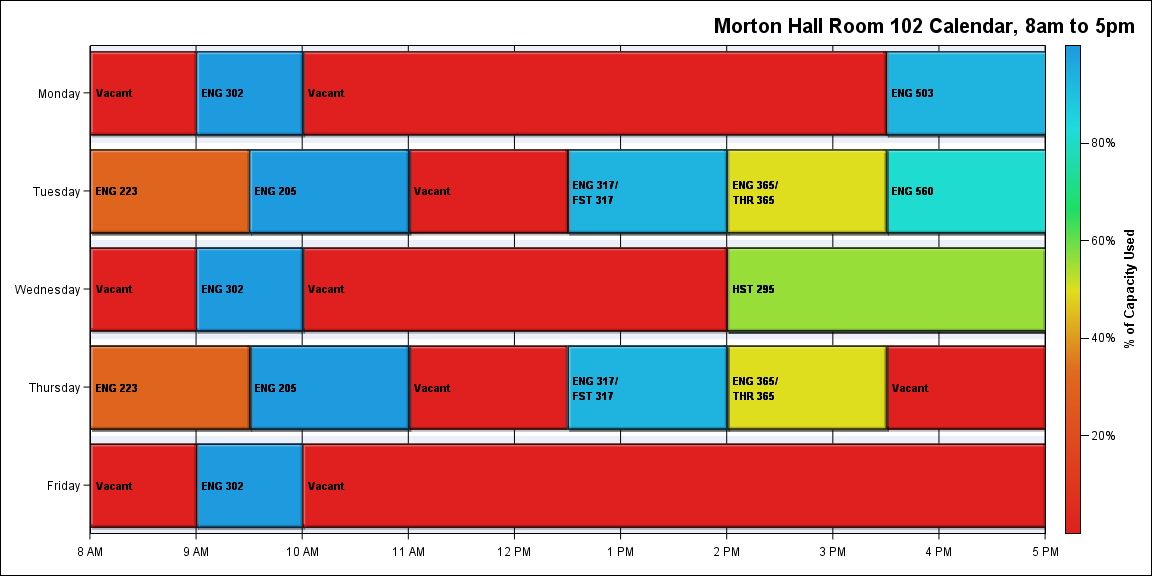 Morton Hall Room 102 Calendar, 8am to 5pm
Monday
Vacant
ENG 302
Vacant
ENG 503
Tuesday
ENG 223
ENG 205
Vacant
ENG 317/
FST 317
ENG 365/
THR 365
ENG 560
Wednesday
Vacant
ENG 302
Vacant
HST 295
Thursday
ENG 223
ENG 205
Vacant
ENG 317/
FST 317
ENG 365/
THR 365
Vacant
Friday
Vacant
ENG 302
Vacant
8 AM
9 AM
10 AM
11 AM
12 PM
1 PM
2 PM
3 PM
4 PM
5 PM
80%
60%
40%
20%
% of Capacity Used